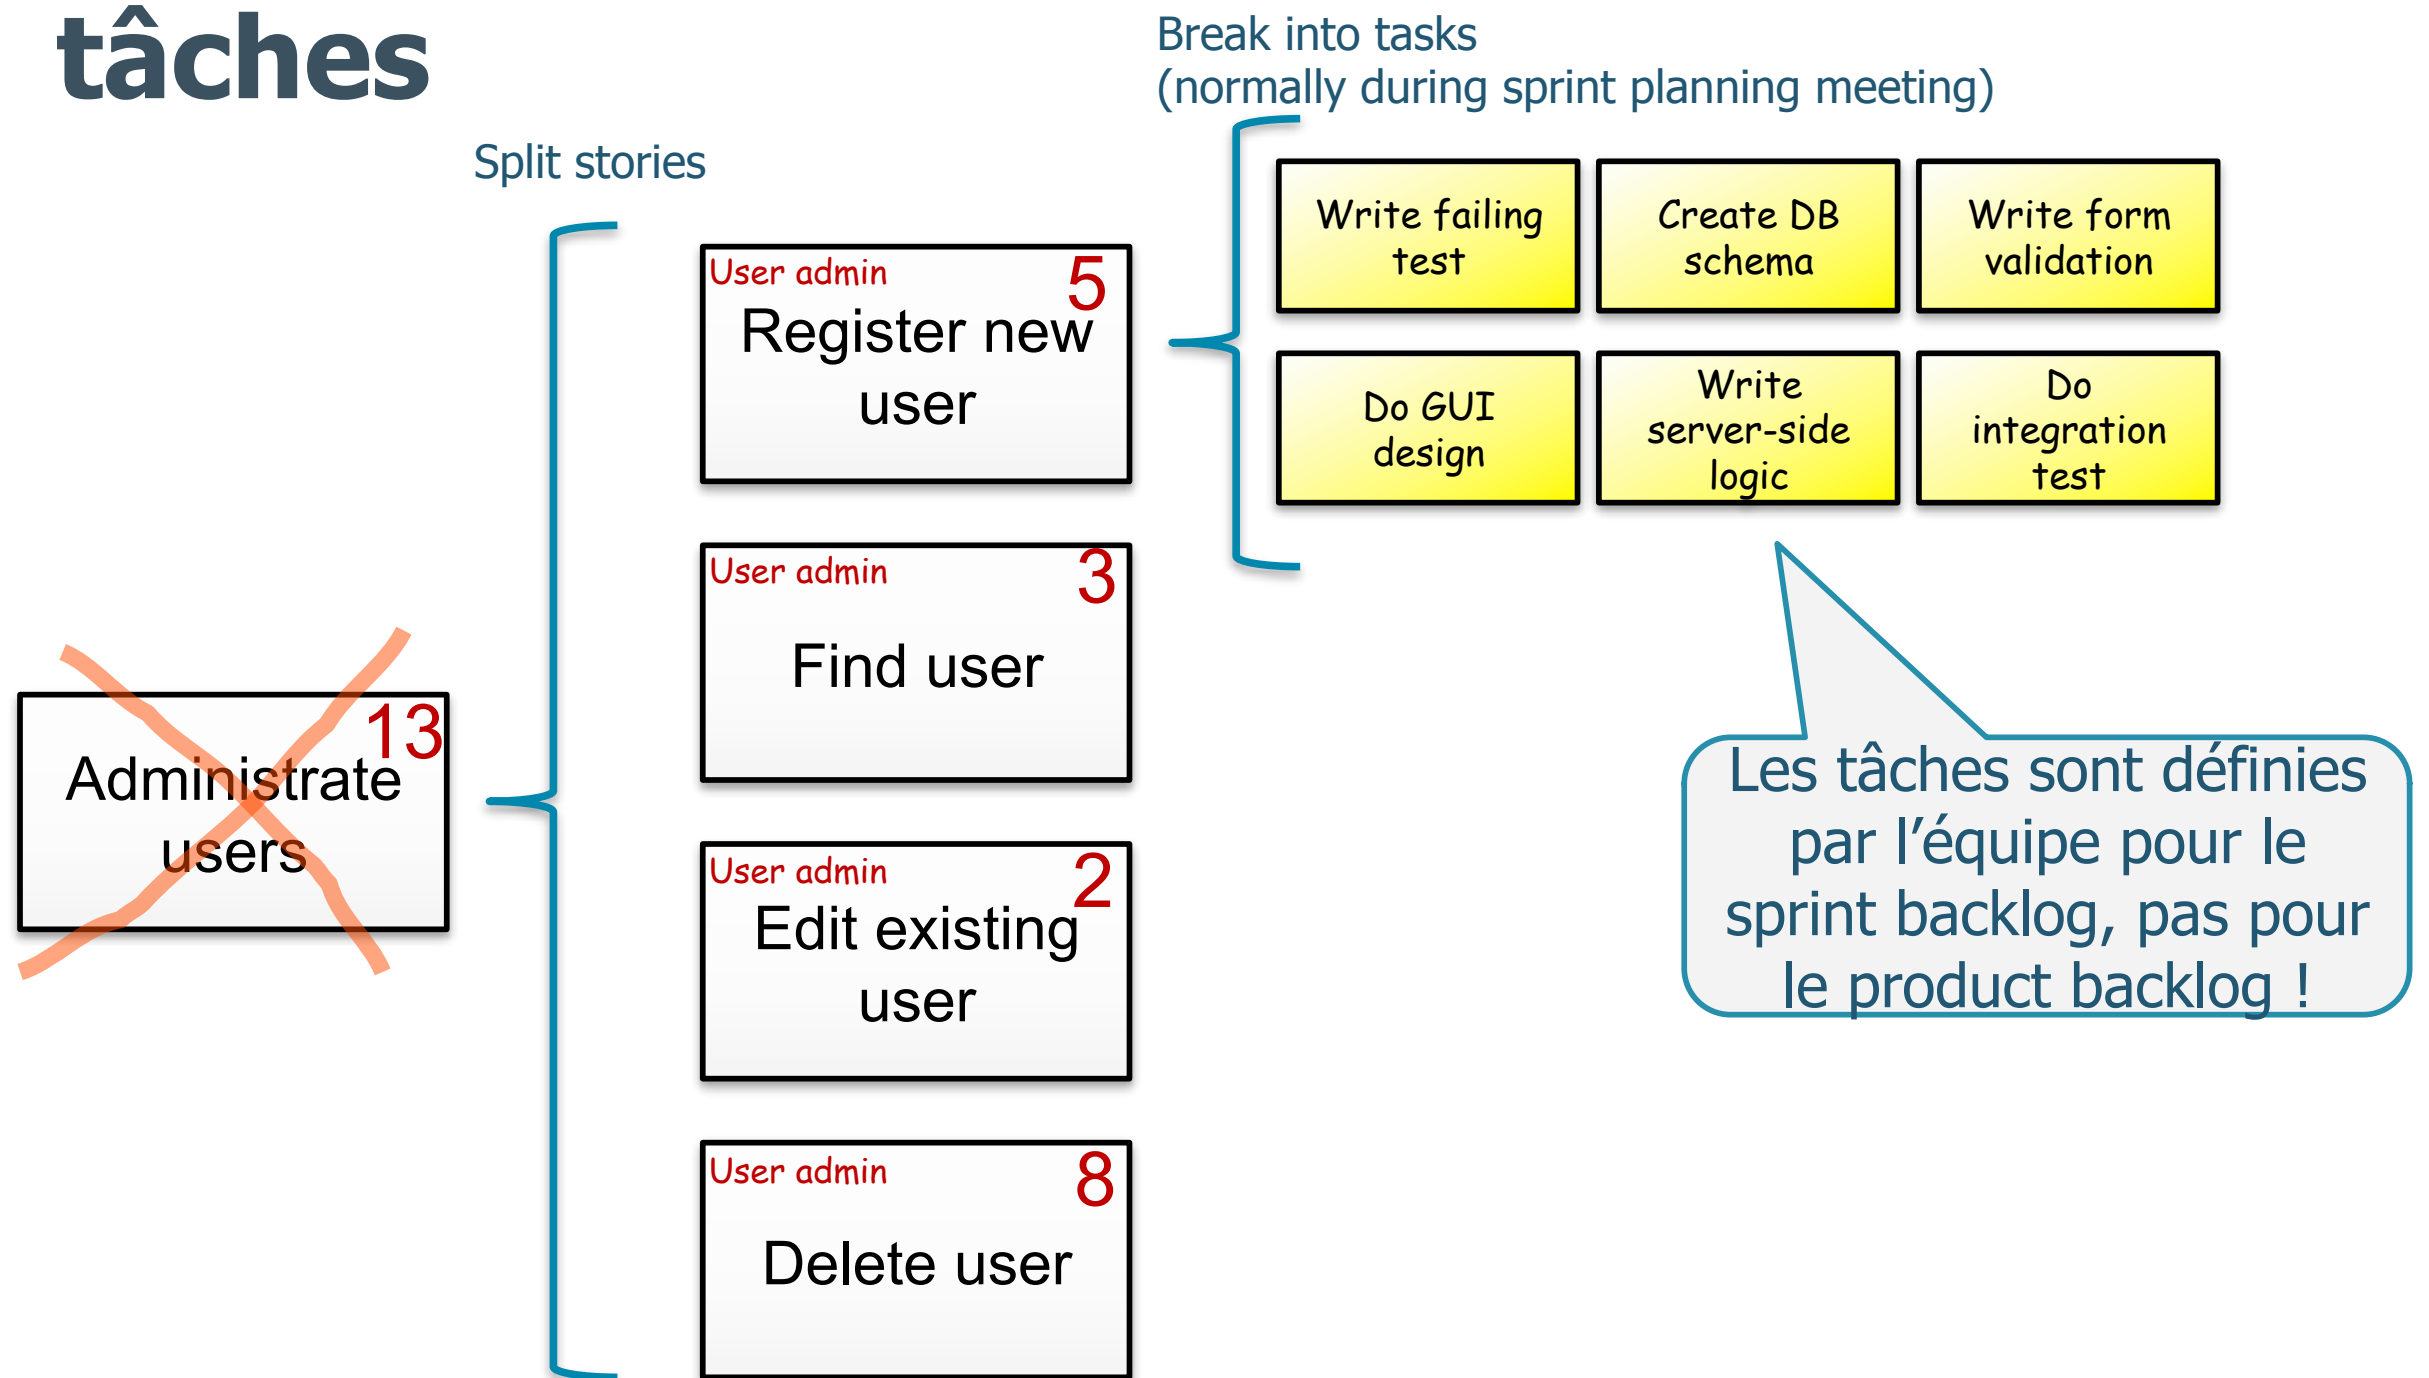 tâches
Break into tasks
(normally during sprint planning meeting)
Split stories
Write failing
test
Create DB
schema
Write form
validation
Do GUI
design
Write
server-side
logic
Do
integration
test
User admin
5
Register new
user
User admin
3
Find user
13
Administrate
users
User admin
2
Edit existing
user
User admin
8
Delete user
Les tâches sont définies
par l’équipe pour le
sprint backlog, pas pour
le product backlog !